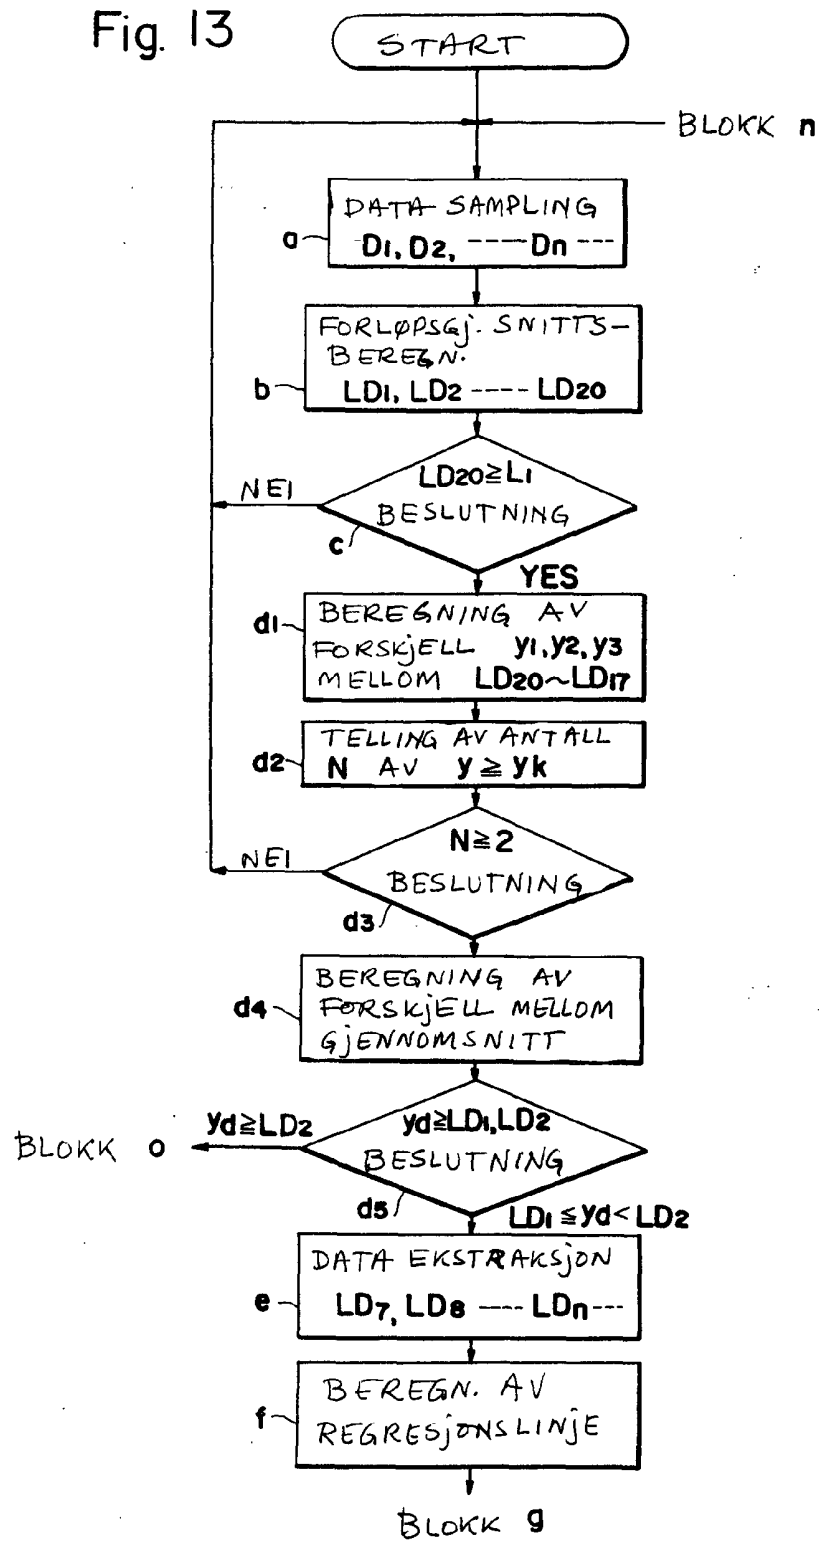 Fig. 13
START
BLOKK n
DATA SAMPLING
a
D1, D2, ---- Dn ---
FORLØPSGJ. SNITTS-
BEREGN.
b
LD1, LD2 ---- LD20
LD20≧L1
NEI
BESLUTNING
c
YES
BEREGNING AV
d1
FORSKJELL y1, y2, y3
MELLOM LD20~LD17
TELLING AV ANTALL
d2
N AV y ≧ yk
N≧2
NEI
BESLUTNING
d3
BEREGNING AV
d4
FORSKJELL MELLOM
GJENNOMSNITT
yd≧LD2
yd≧LD1, LD2
BLOKK o
BESLUTNING
d5
LD1 ≦ yd < LD2
DATA EKSTRAKSJON
e
LD7, LD8 ---- LDn ---
BEREGN. AV
f
REGRESJONSLINJE
BLOKK g